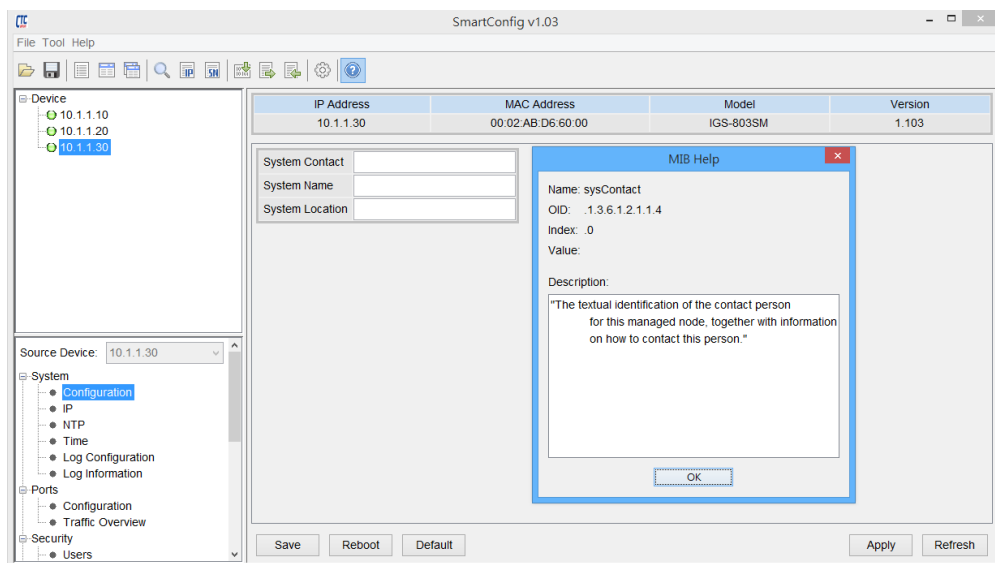 CTC
SmartConfig v1.03
File Tool Help
IP SN
Device
10.1.1.10
10.1.1.20
10.1.1.30
IP Address MAC Address Model Version
10.1.1.30 00:02:AB:D6:60:00 IGS-803SM 1.103
System Contact
System Name
System Location
MIB Help
Name: sysContact
OID: .1.3.6.1.2.1.1.4
Index: .0
Value:
Description:
"The textual identification of the contact person
for this managed node, together with information
on how to contact this person."
OK
Source Device: 10.1.1.30
System
Configuration
IP
NTP
Time
Log Configuration
Log Information
Ports
Configuration
Traffic Overview
Security
Users
Save Reboot Default Apply Refresh